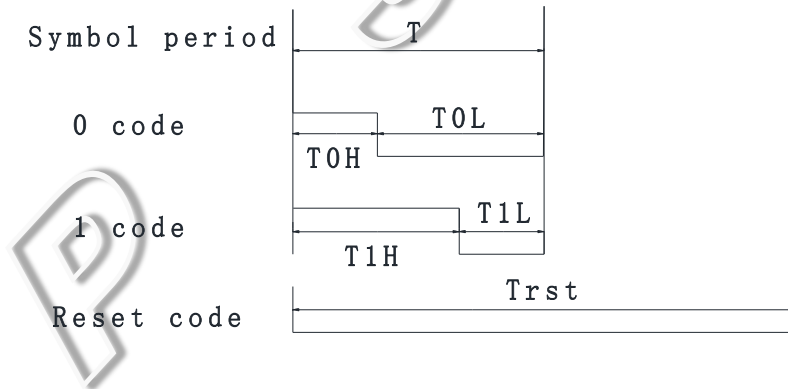 Symbol period T
0 code T0H T0L
1 code T1H T1L
Reset code Trst
P